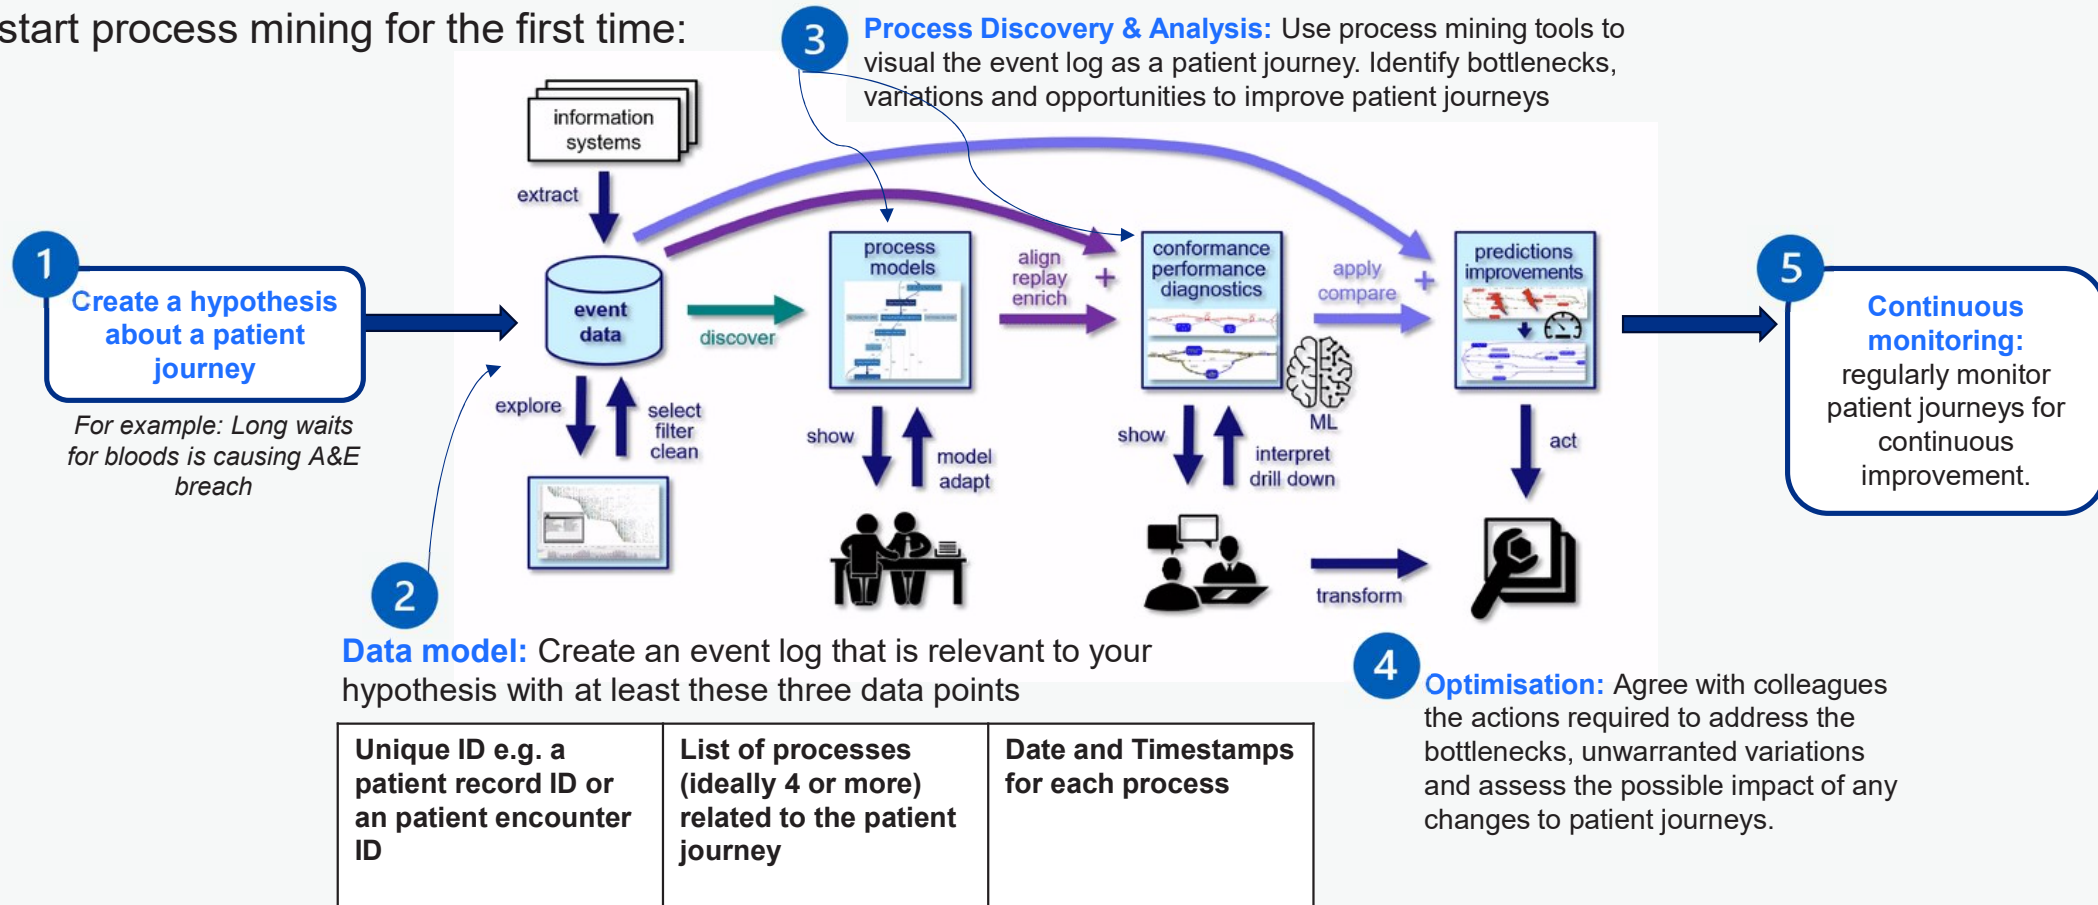 start process mining for the first time:
3
Process Discovery & Analysis: Use process mining tools to
visual the event log as a patient journey. Identify bottlenecks,
variations and opportunities to improve patient journeys
information
systems
extract
1
Create a hypothesis
about a patient
journey
For example: Long waits
for bloods is causing A&E
breach
event
data
discover
process
models
align
replay
enrich
+
conformance
performance
diagnostics
apply
compare
+
predictions
improvements
5
Continuous
monitoring:
regularly monitor
patient journeys for
continuous
improvement.
explore
select
filter
clean
show
model
adapt
show
interpret
drill down
ML
act
transform
2
Data model: Create an event log that is relevant to your
hypothesis with at least these three data points
Unique ID e.g. a
patient record ID or
an patient encounter
ID
List of processes
(ideally 4 or more)
related to the patient
journey
Date and Timestamps
for each process
4
Optimisation: Agree with colleagues
the actions required to address the
bottlenecks, unwarranted variations
and assess the possible impact of any
changes to patient journeys.